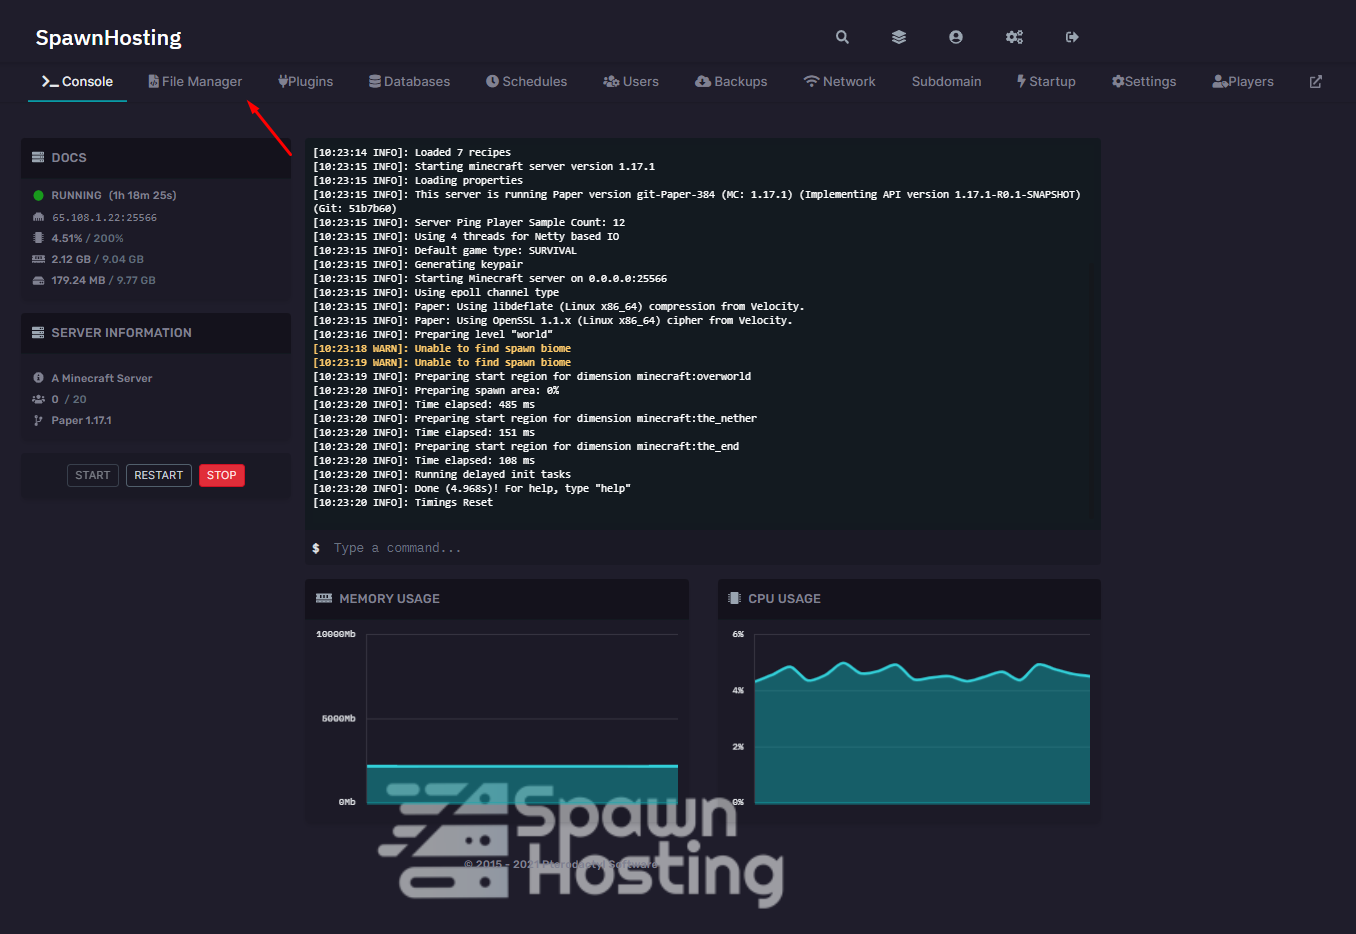 SpawnHosting
Console File Manager Plugins Databases Schedules Users Backups Network Subdomain Startup Settings Players
DOCS
RUNNING (1h 18m 25s)
65.108.1.22:25566
4.51% / 200%
2.12 GB / 9.04 GB
179.24 MB / 9.77 GB
SERVER INFORMATION
A Minecraft Server
0 / 20
Paper 1.17.1
START RESTART STOP
[10:23:14 INFO]: Loaded 7 recipes
[10:23:15 INFO]: Starting minecraft server version 1.17.1
[10:23:15 INFO]: Loading properties
[10:23:15 INFO]: This server is running Paper version git-Paper-384 (MC: 1.17.1) (Implementing API version 1.17.1-R0.1-SNAPSHOT)
(Git: 51b7b60)
[10:23:15 INFO]: Server Ping Player Sample Count: 12
[10:23:15 INFO]: Using 4 threads for Netty based IO
[10:23:15 INFO]: Default game type: SURVIVAL
[10:23:15 INFO]: Generating keypair
[10:23:15 INFO]: Starting Minecraft server on 0.0.0.0:25566
[10:23:15 INFO]: Using epoll channel type
[10:23:15 INFO]: Paper: Using libdeflate (Linux x86_64) compression from Velocity.
[10:23:15 INFO]: Paper: Using OpenSSL 1.1.x (Linux x86_64) cipher from Velocity.
[10:23:16 INFO]: Preparing level "world"
[10:23:18 WARN]: Unable to find spawn biome
[10:23:19 WARN]: Unable to find spawn biome
[10:23:19 INFO]: Preparing start region for dimension minecraft:overworld
[10:23:20 INFO]: Preparing spawn area: 0%
[10:23:20 INFO]: Time elapsed: 485 ms
[10:23:20 INFO]: Preparing start region for dimension minecraft:the_nether
[10:23:20 INFO]: Time elapsed: 151 ms
[10:23:20 INFO]: Preparing start region for dimension minecraft:the_end
[10:23:20 INFO]: Time elapsed: 108 ms
[10:23:20 INFO]: Running delayed init tasks
[10:23:20 INFO]: Done (4.968s)! For help, type "help"
[10:23:20 INFO]: Timings Reset
$ Type a command...
MEMORY USAGE
10000Mb
5000Mb
0Mb
CPU USAGE
6%
4%
2%
0%
Spawn
Hosting
© 2015 - 2021 Pterodactyl Software